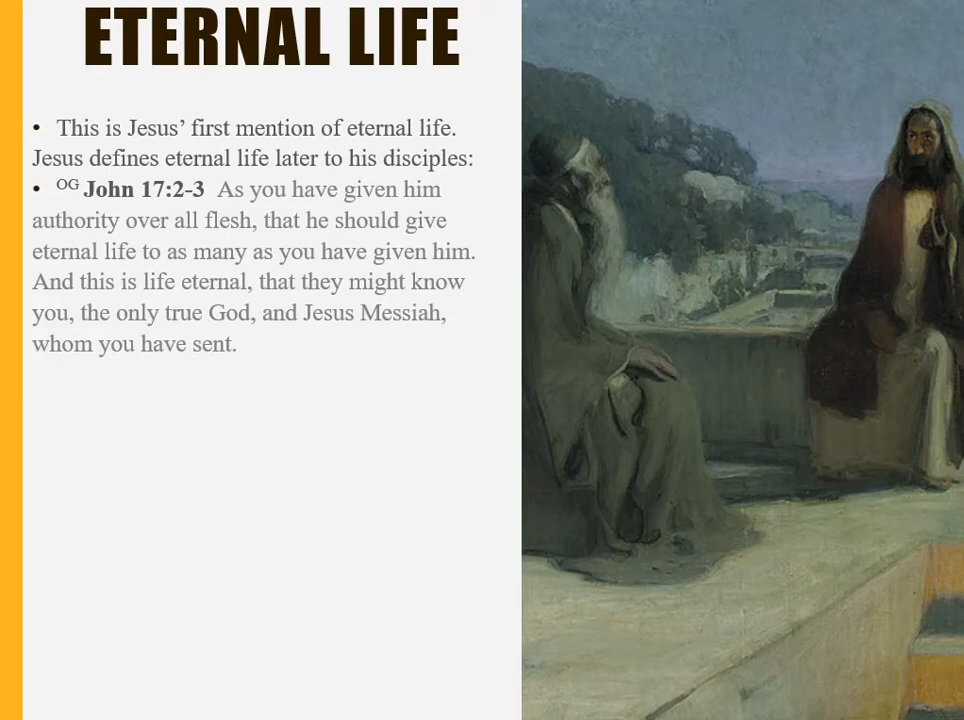 ETERNAL LIFE
• This is Jesus’ first mention of eternal life.
Jesus defines eternal life later to his disciples:
• OG John 17:2-3 As you have given him
authority over all flesh, that he should give
eternal life to as many as you have given him.
And this is life eternal, that they might know
you, the only true God, and Jesus Messiah,
whom you have sent.